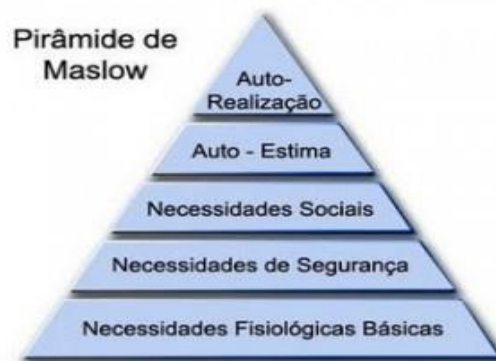 Pirâmide de
Maslow
Auto-
Realização
Auto - Estima
Necessidades Sociais
Necessidades de Segurança
Necessidades Fisiológicas Básicas